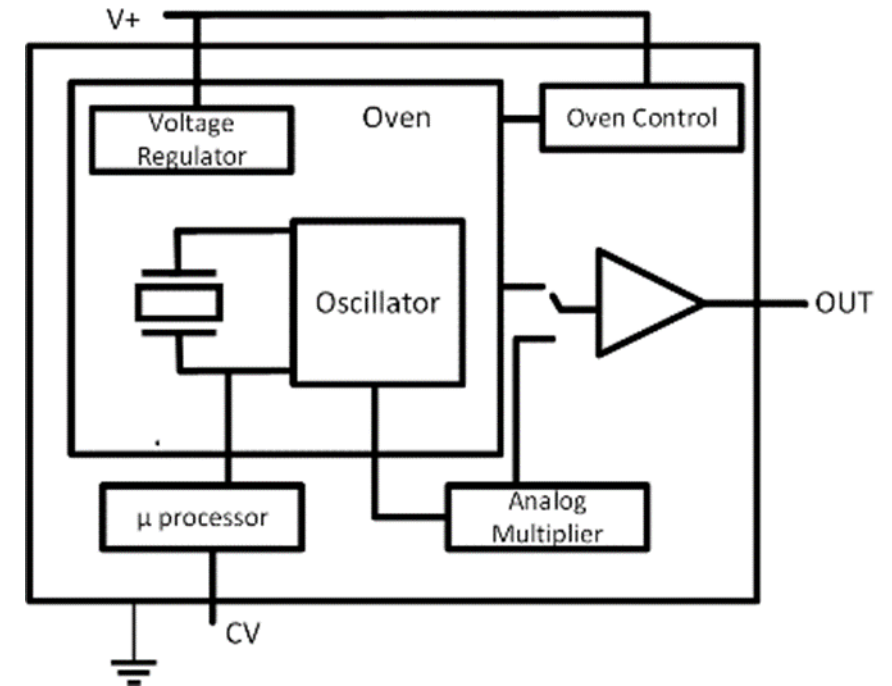 V+
Voltage
Regulator
Oven
Oven Control
Oscillator
OUT
μ processor
Analog
Multiplier
CV